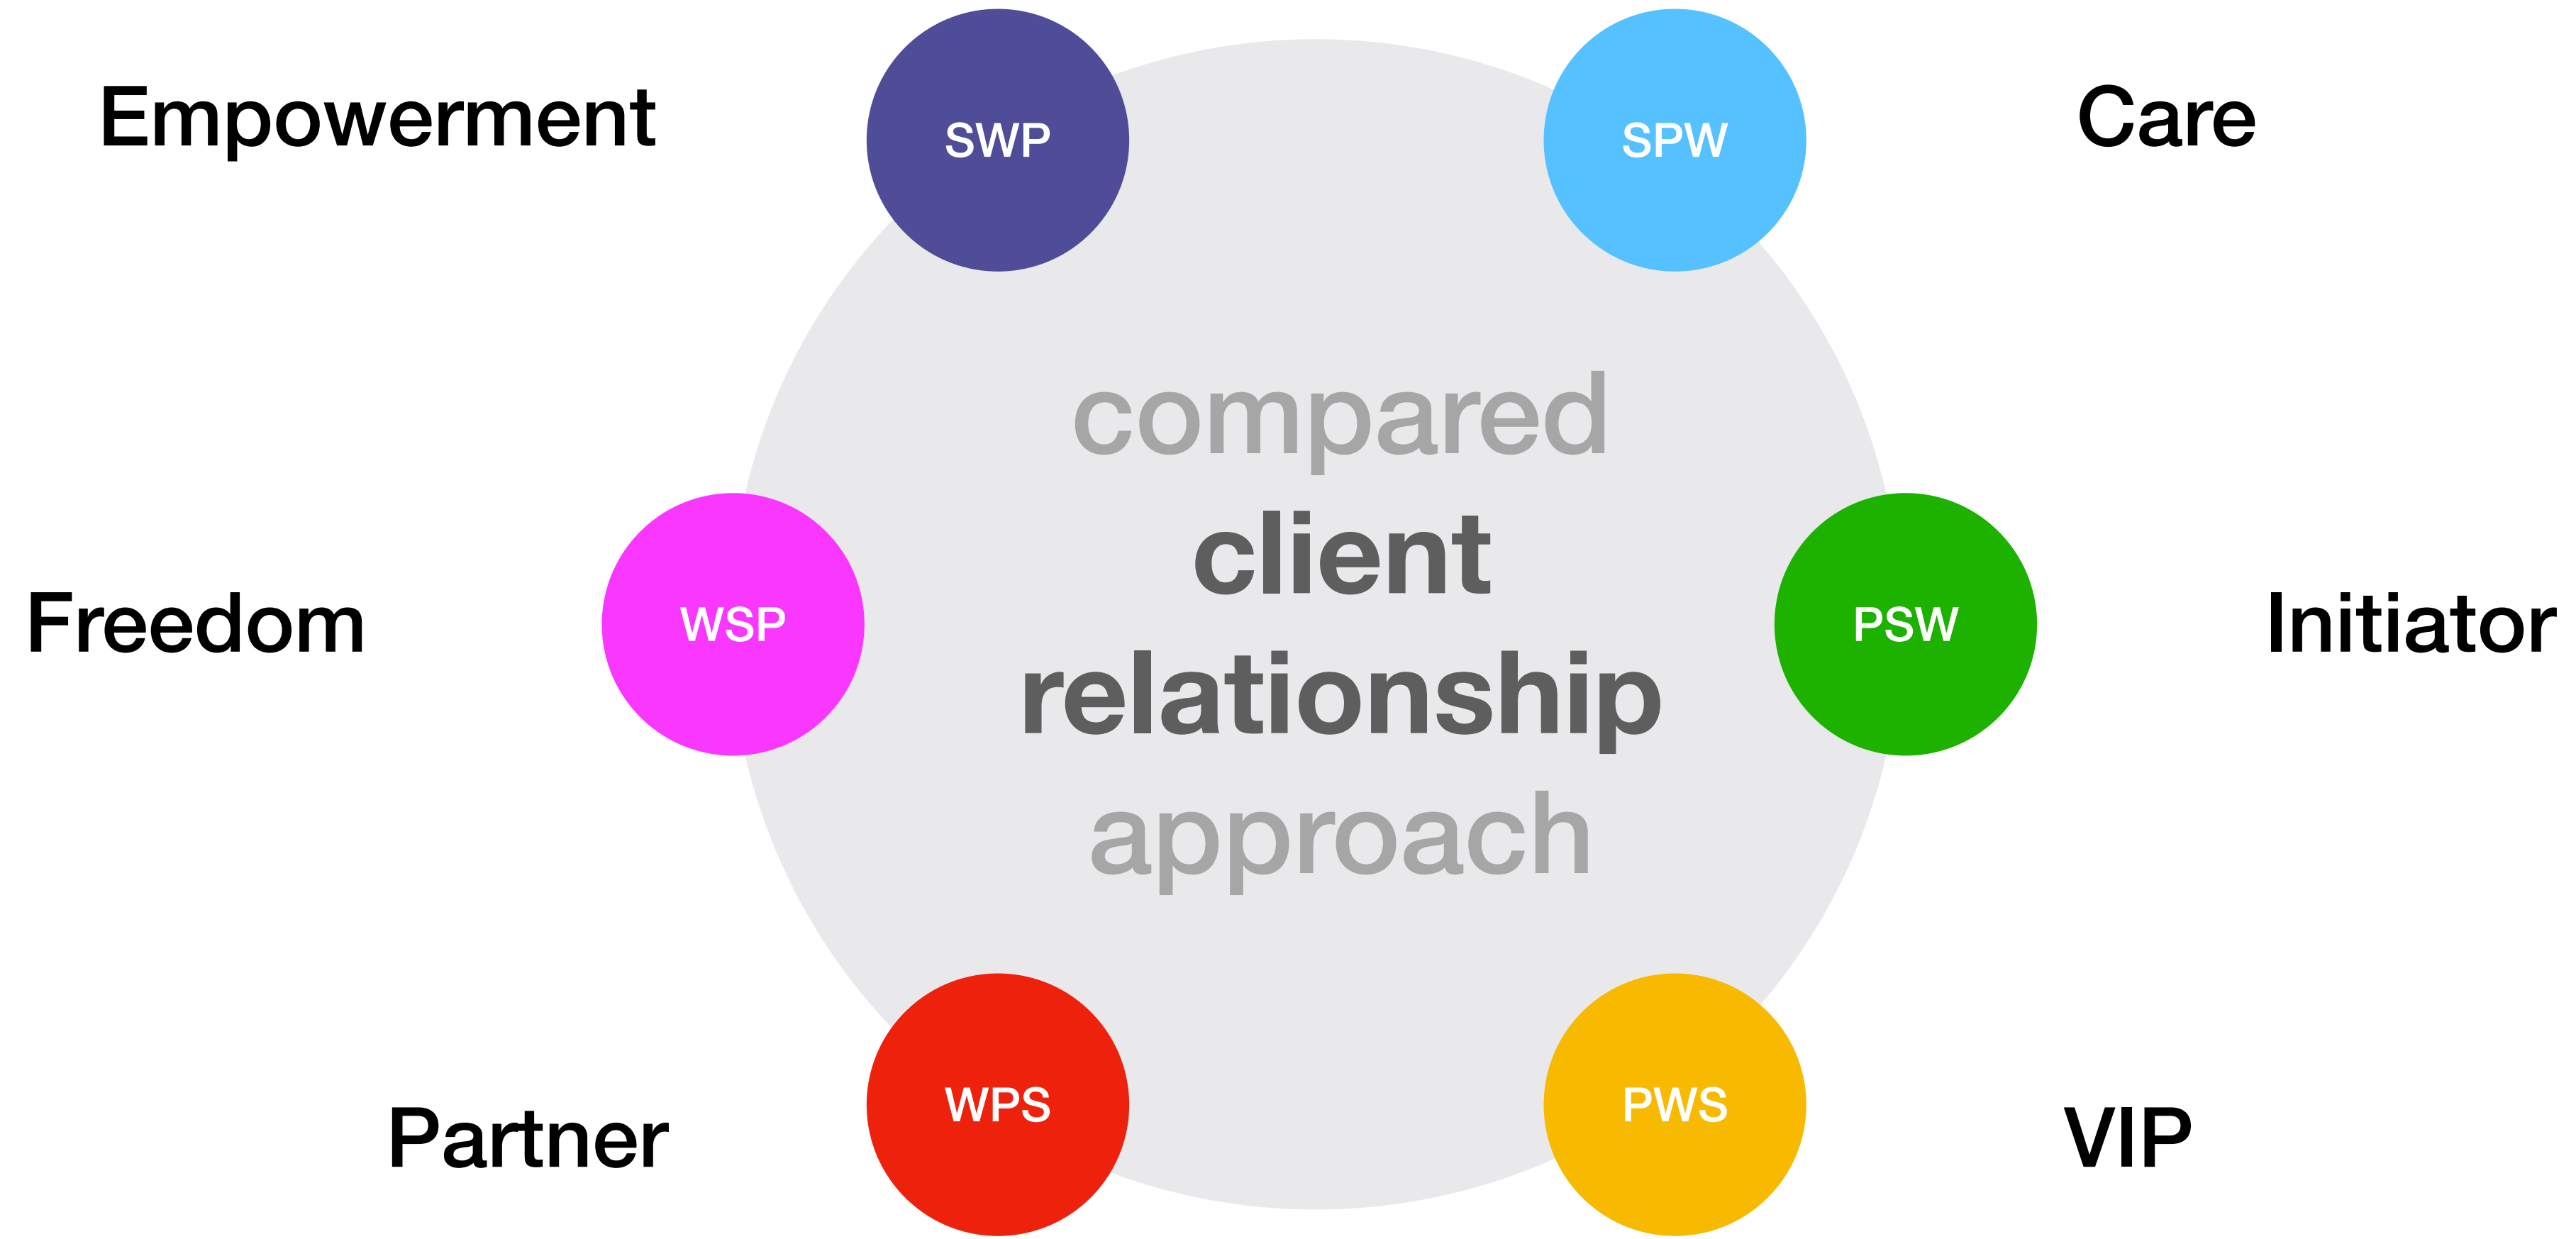 Empowerment
SWP
SPW
Care
compared
client
relationship
approach
Freedom
WSP
PSW
Initiator
Partner
WPS
PWS
VIP